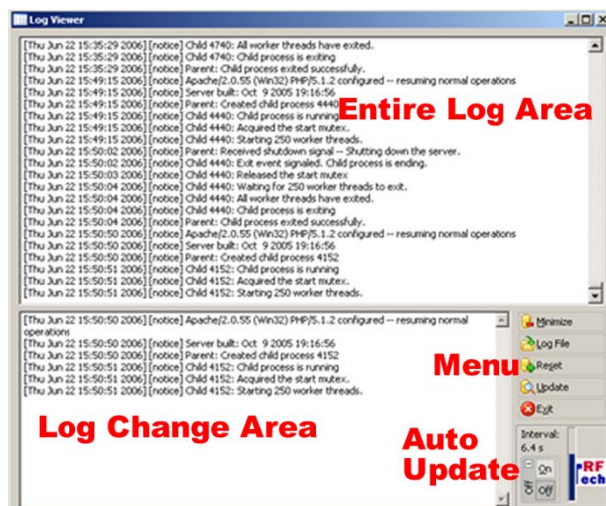 Log Viewer
[Thu Jun 22 15:35:29 2006] [notice] Child 4740: All worker threads have exited.
[Thu Jun 22 15:35:29 2006] [notice] Child 4740: Child process is exiting
[Thu Jun 22 15:35:29 2006] [notice] Parent: Child process exited successfully.
[Thu Jun 22 15:49:15 2006] [notice] Apache/2.0.55 (Win32) PHP/5.1.2 configured -- resuming normal operations
[Thu Jun 22 15:49:15 2006] [notice] Server built: Oct  9 2005 19:16:56
[Thu Jun 22 15:49:15 2006] [notice] Parent: Created child process 4440
[Thu Jun 22 15:49:15 2006] [notice] Child 4440: Child process is running
[Thu Jun 22 15:49:15 2006] [notice] Child 4440: Acquired the start mutex.
[Thu Jun 22 15:49:15 2006] [notice] Child 4440: Starting 250 worker threads.
[Thu Jun 22 15:50:02 2006] [notice] Parent: Received shutdown signal -- Shutting down the server.
[Thu Jun 22 15:50:02 2006] [notice] Child 4440: Exit event signaled. Child process is ending.
[Thu Jun 22 15:50:03 2006] [notice] Child 4440: Released the start mutex
[Thu Jun 22 15:50:04 2006] [notice] Child 4440: Waiting for 250 worker threads to exit.
[Thu Jun 22 15:50:04 2006] [notice] Child 4440: All worker threads have exited.
[Thu Jun 22 15:50:04 2006] [notice] Child 4440: Child process is exiting
[Thu Jun 22 15:50:04 2006] [notice] Parent: Child process exited successfully.
[Thu Jun 22 15:50:50 2006] [notice] Apache/2.0.55 (Win32) PHP/5.1.2 configured -- resuming normal operations
[Thu Jun 22 15:50:50 2006] [notice] Server built: Oct  9 2005 19:16:56
[Thu Jun 22 15:50:50 2006] [notice] Parent: Created child process 4152
[Thu Jun 22 15:50:51 2006] [notice] Child 4152: Child process is running
[Thu Jun 22 15:50:51 2006] [notice] Child 4152: Acquired the start mutex.
[Thu Jun 22 15:50:51 2006] [notice] Child 4152: Starting 250 worker threads.
Entire Log Area
[Thu Jun 22 15:50:50 2006] [notice] Apache/2.0.55 (Win32) PHP/5.1.2 configured -- resuming normal
operations
[Thu Jun 22 15:50:50 2006] [notice] Server built: Oct  9 2005 19:16:56
[Thu Jun 22 15:50:50 2006] [notice] Parent: Created child process 4152
[Thu Jun 22 15:50:51 2006] [notice] Child 4152: Child process is running
[Thu Jun 22 15:50:51 2006] [notice] Child 4152: Acquired the start mutex.
[Thu Jun 22 15:50:51 2006] [notice] Child 4152: Starting 250 worker threads.
Log Change Area
Menu
Minimize
Log File
Reset
Update
Exit
Auto
Update
Interval:
6.4 s
On
Off
Off
RF
ech